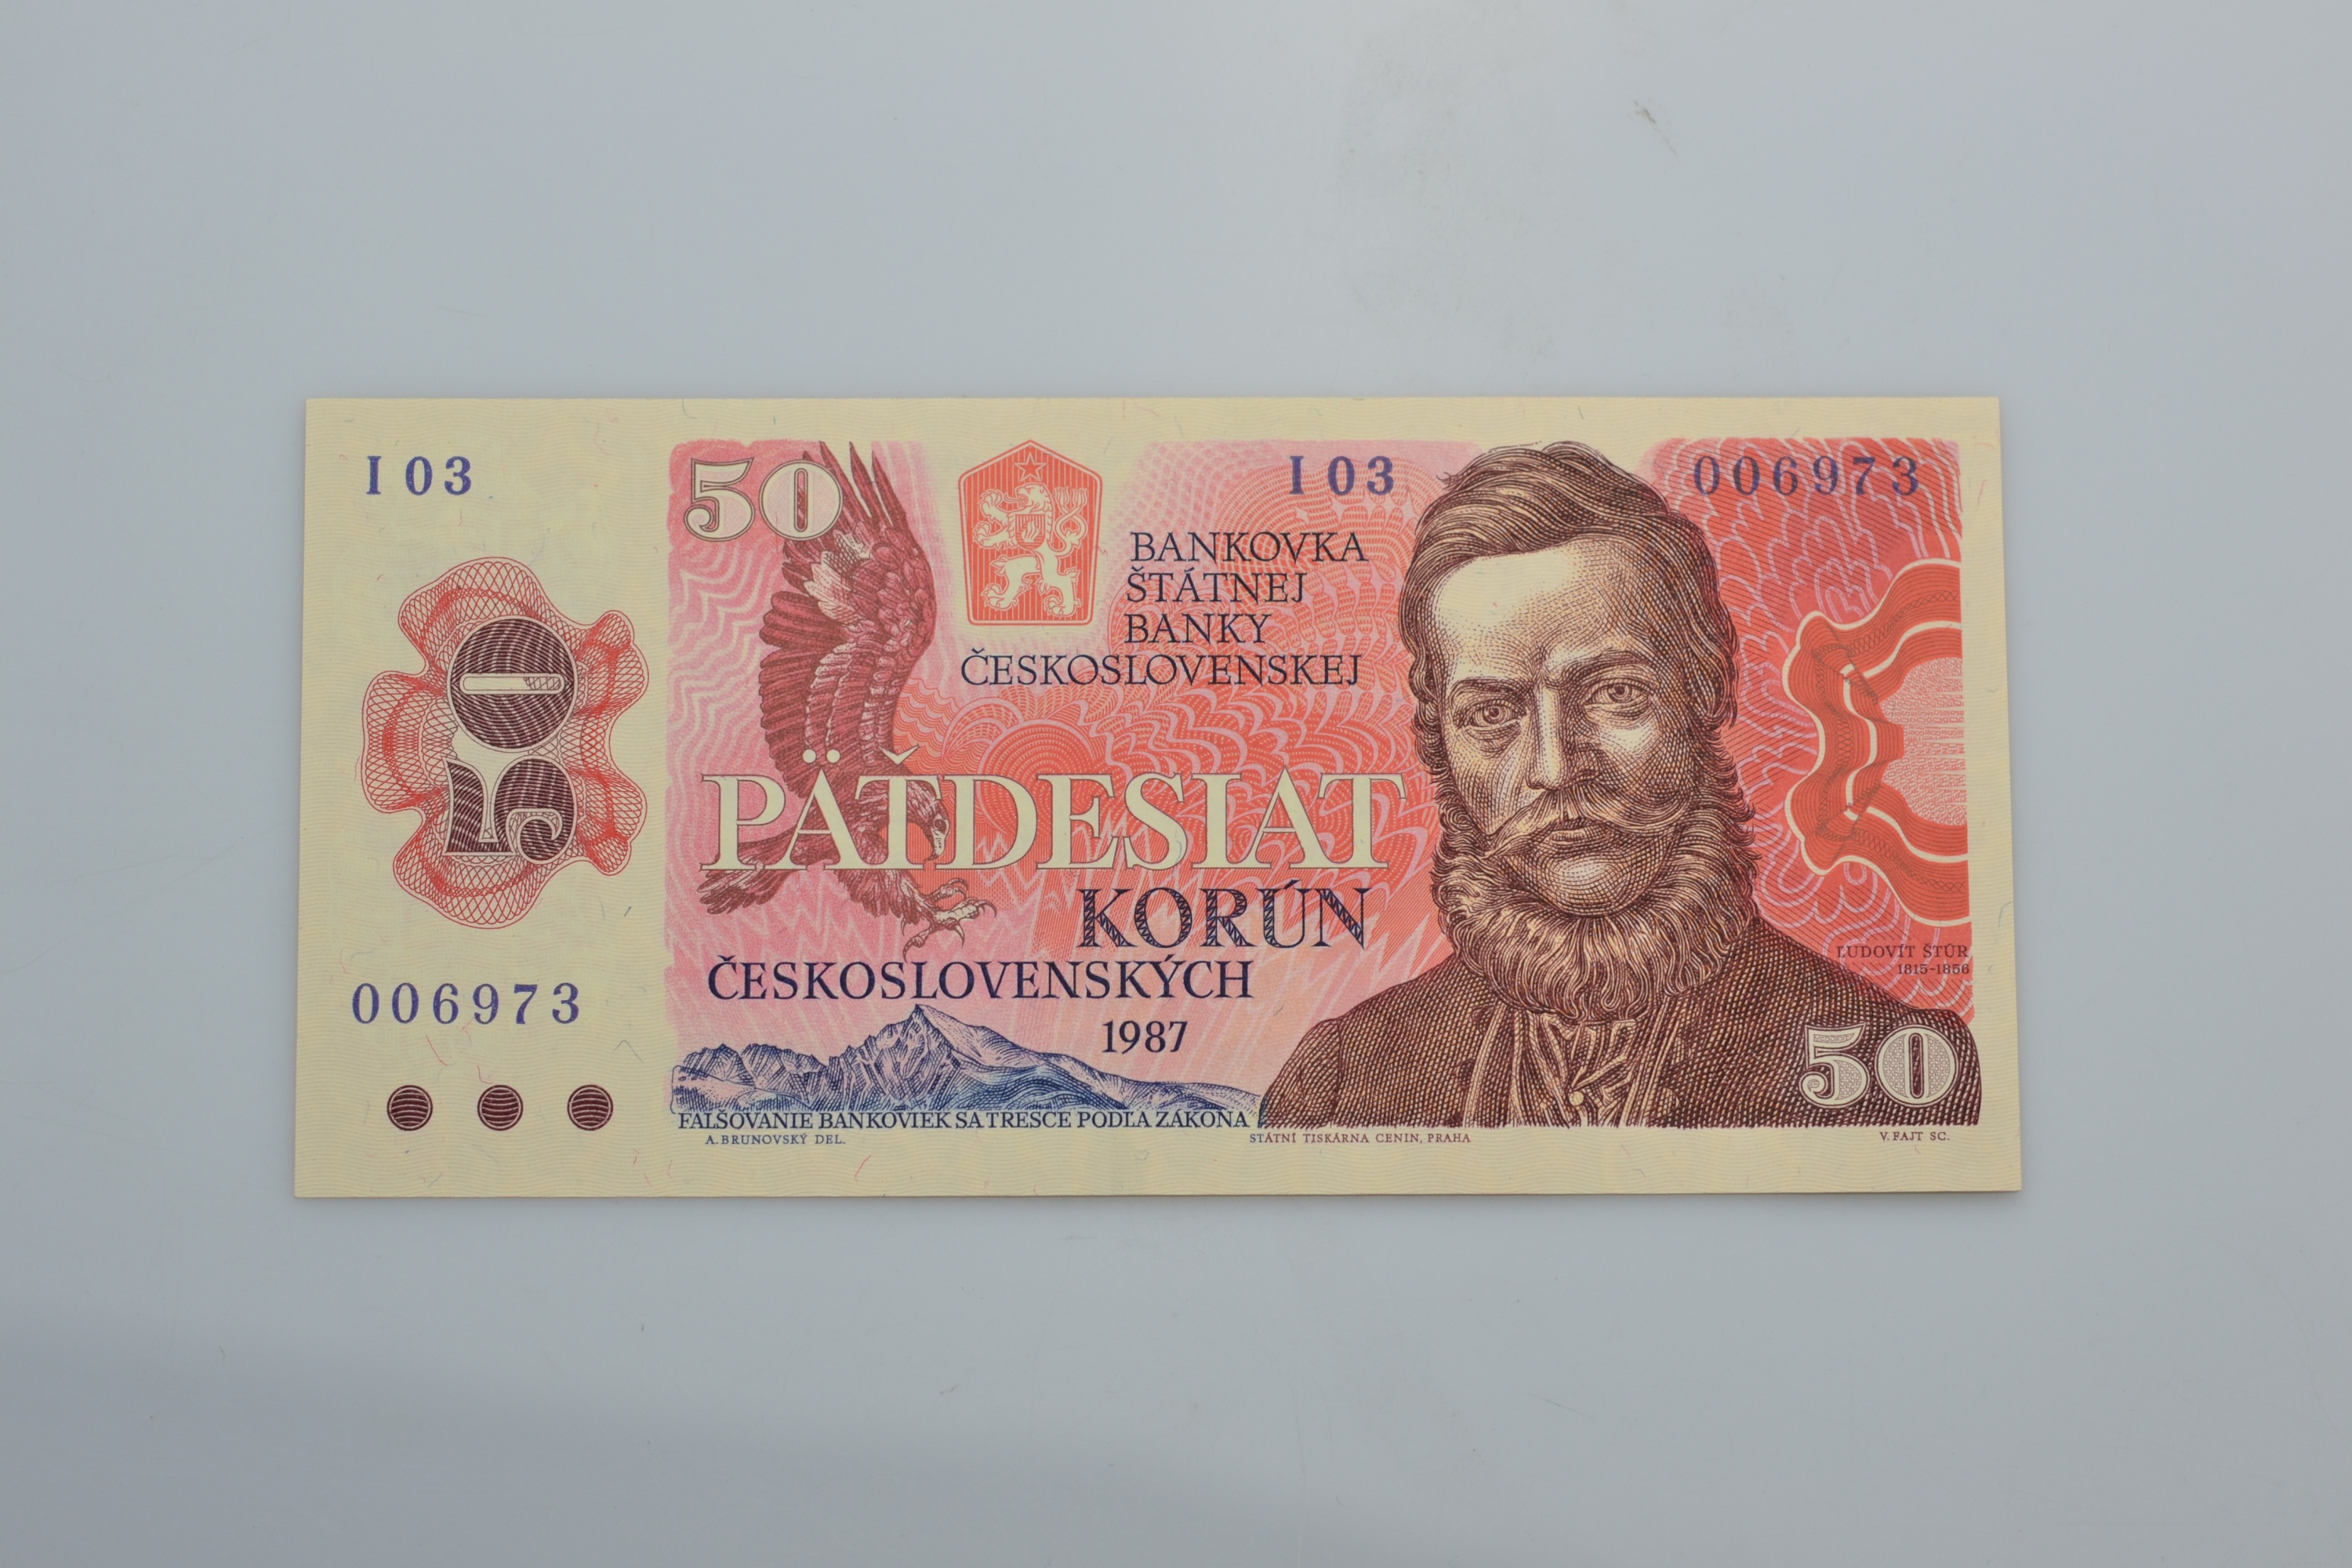 I 03
50
I 03
006973
BANKOVKA
ŠTÁTNEJ
BANKY
ČESKOSLOVENSKEJ
50
PÄŤDESIAT
KORÚN
ČESKOSLOVENSKÝCH
1987
ĽUDOVÍT ŠTÚR
1815-1856
006973
50
FALŠOVANIE BANKOVIEK SA TRESCE PODĽA ZÁKONA
A. BRUNOVSKÝ DEL.
STÁTNÍ TISKÁRNA CENIN, PRAHA
V. FAJT SC.